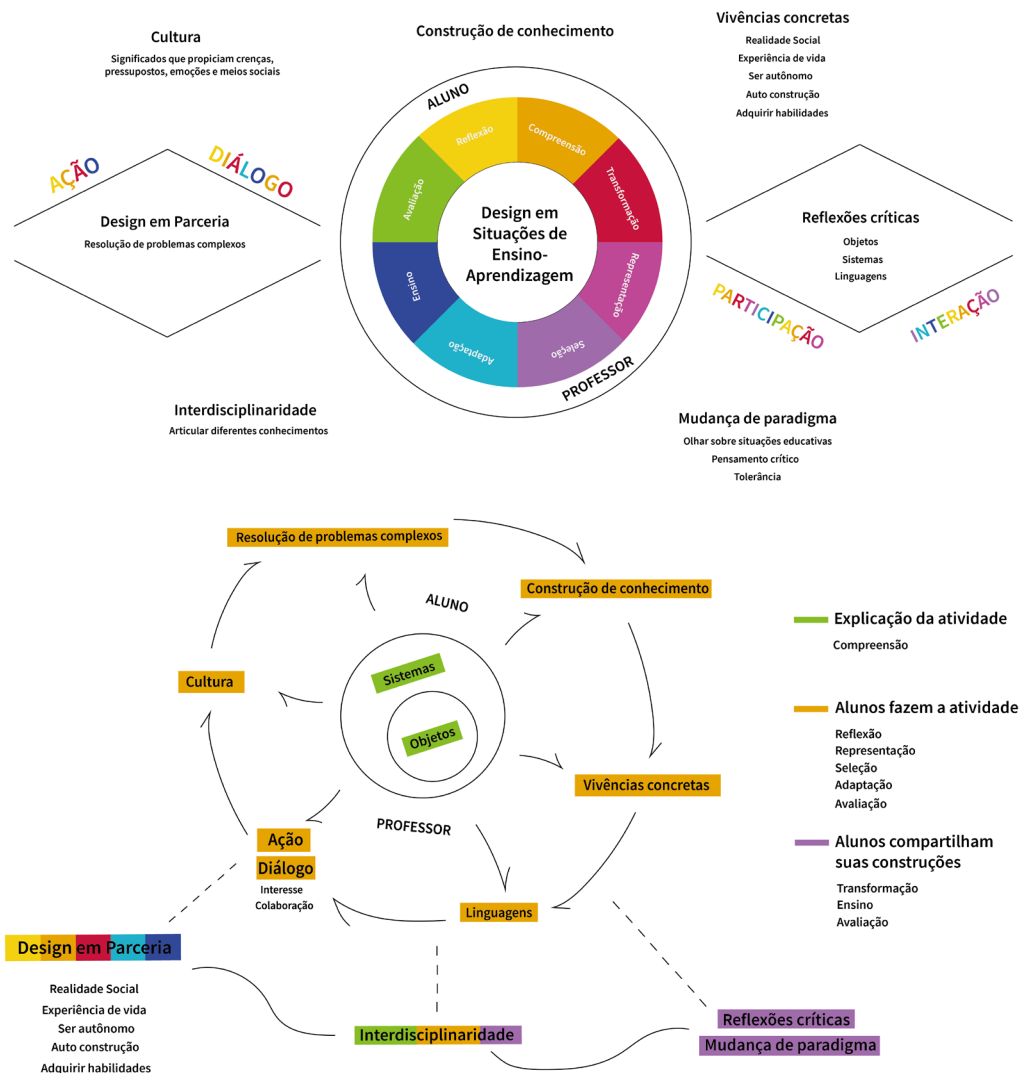 Cultura
Significados que propiciam crenças,
pressupostos, emoções e meios sociais
AÇÃO
DIÁLOGO
Design em Parceria
Resolução de problemas complexos
Interdisciplinaridade
Articular diferentes conhecimentos
Construção de conhecimento
ALUNO
Reflexão
Compreensão
Transformação
Representação
Seleção
Adaptação
Ensino
Avaliação
Design em
Situações de
Ensino-
Aprendizagem
PROFESSOR
Vivências concretas
Realidade Social
Experiência de vida
Ser autônomo
Auto construção
Adquirir habilidades
Reflexões críticas
Objetos
Sistemas
Linguagens
PARTICIPAÇÃO
INTERAÇÃO
Mudança de paradigma
Olhar sobre situações educativas
Pensamento crítico
Tolerância
Resolução de problemas complexos
Construção de conhecimento
ALUNO
Sistemas
Objetos
Cultura
Vivências concretas
PROFESSOR
Ação
Diálogo
Interesse
Colaboração
Linguagens
Design em Parceria
Realidade Social
Experiência de vida
Ser autônomo
Auto construção
Adquirir habilidades
Interdisciplinaridade
Reflexões críticas
Mudança de paradigma
Explicação da atividade
Compreensão
Alunos fazem a atividade
Reflexão
Representação
Seleção
Adaptação
Avaliação
Alunos compartilham
suas construções
Transformação
Ensino
Avaliação